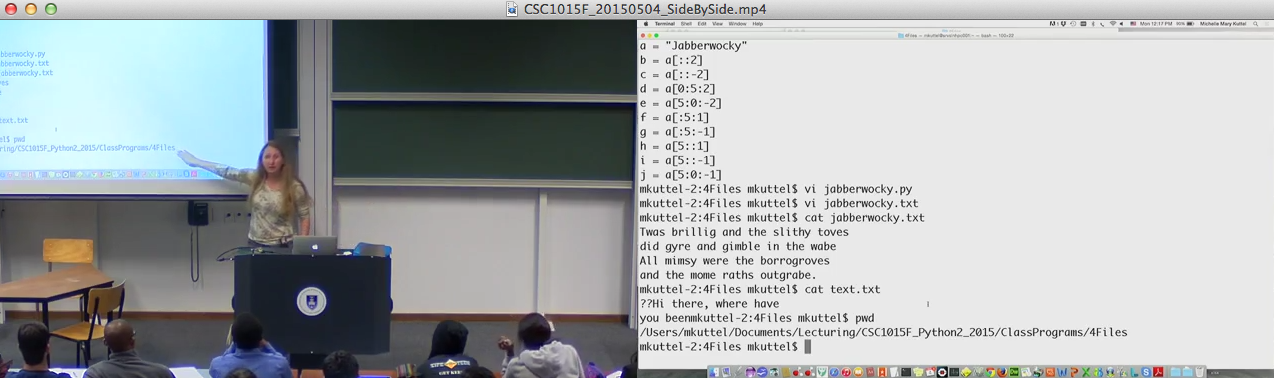 CSC1015F_20150504_SideBySide.mp4
Terminal Shell Edit View Window Help
Mon 12:17 PM Michelle Mary Kuttel
bberwocky.py
bberwocky.txt
abberwocky.txt
text.txt
pwd
ring/CSC1015F_Python2_2015/ClassPrograms/4Files
a = "Jabberwocky"
b = a[::2]
c = a[::-2]
d = a[0:5:2]
e = a[5:0:-2]
f = a[:5:1]
g = a[:5:-1]
h = a[5::1]
i = a[5::-1]
j = a[5:0:-1]
mkuttel-2:4Files mkuttel$ vi jabberwocky.py
mkuttel-2:4Files mkuttel$ vi jabberwocky.txt
mkuttel-2:4Files mkuttel$ cat jabberwocky.txt
Twas brillig and the slithy toves
did gyre and gimble in the wabe
All mimsy were the borrogroves
and the mome raths outgrabe.
mkuttel-2:4Files mkuttel$ cat text.txt
??Hi there, where have
you beenmkuttel-2:4Files mkuttel$ pwd
/Users/mkuttel/Documents/Lecturing/CSC1015F_Python2_2015/ClassPrograms/4Files
mkuttel-2:4Files mkuttel$